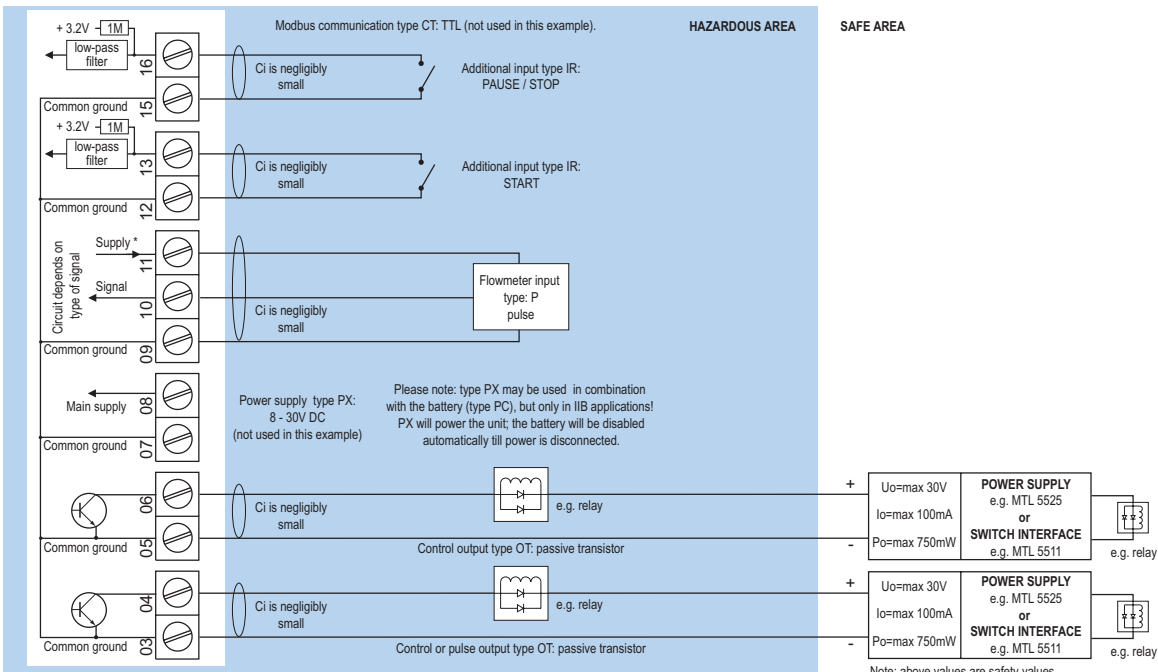 Modbus communication type CT: TTL (not used in this example).
HAZARDOUS AREA
SAFE AREA
+ 3.2V
1M
low-pass
filter
16
Ci is negligibly
small
Additional input type IR:
PAUSE / STOP
Common ground
15
+ 3.2V
1M
low-pass
filter
13
Ci is negligibly
small
Additional input type IR:
START
Common ground
12
Circuit depends on
type of signal
Supply *
11
Signal
10
Ci is negligibly
small
Flowmeter input
type: P
pulse
Common ground
09
Main supply
08
Power supply type PX:
8 - 30V DC
(not used in this example)
Please note: type PX may be used in combination
with the battery (type PC), but only in IIB applications!
PX will power the unit; the battery will be disabled
automatically till power is disconnected.
Common ground
07
06
Ci is negligibly
small
e.g. relay
+
Uo=max 30V
Io=max 100mA
Po=max 750mW
POWER SUPPLY
e.g. MTL 5525
or
SWITCH INTERFACE
e.g. MTL 5511
e.g. relay
Common ground
05
Control output type OT: passive transistor
-
04
Ci is negligibly
small
e.g. relay
+
Uo=max 30V
Io=max 100mA
Po=max 750mW
POWER SUPPLY
e.g. MTL 5525
or
SWITCH INTERFACE
e.g. MTL 5511
e.g. relay
Common ground
03
Control or pulse output type OT: passive transistor
-
Note: above values are safety values